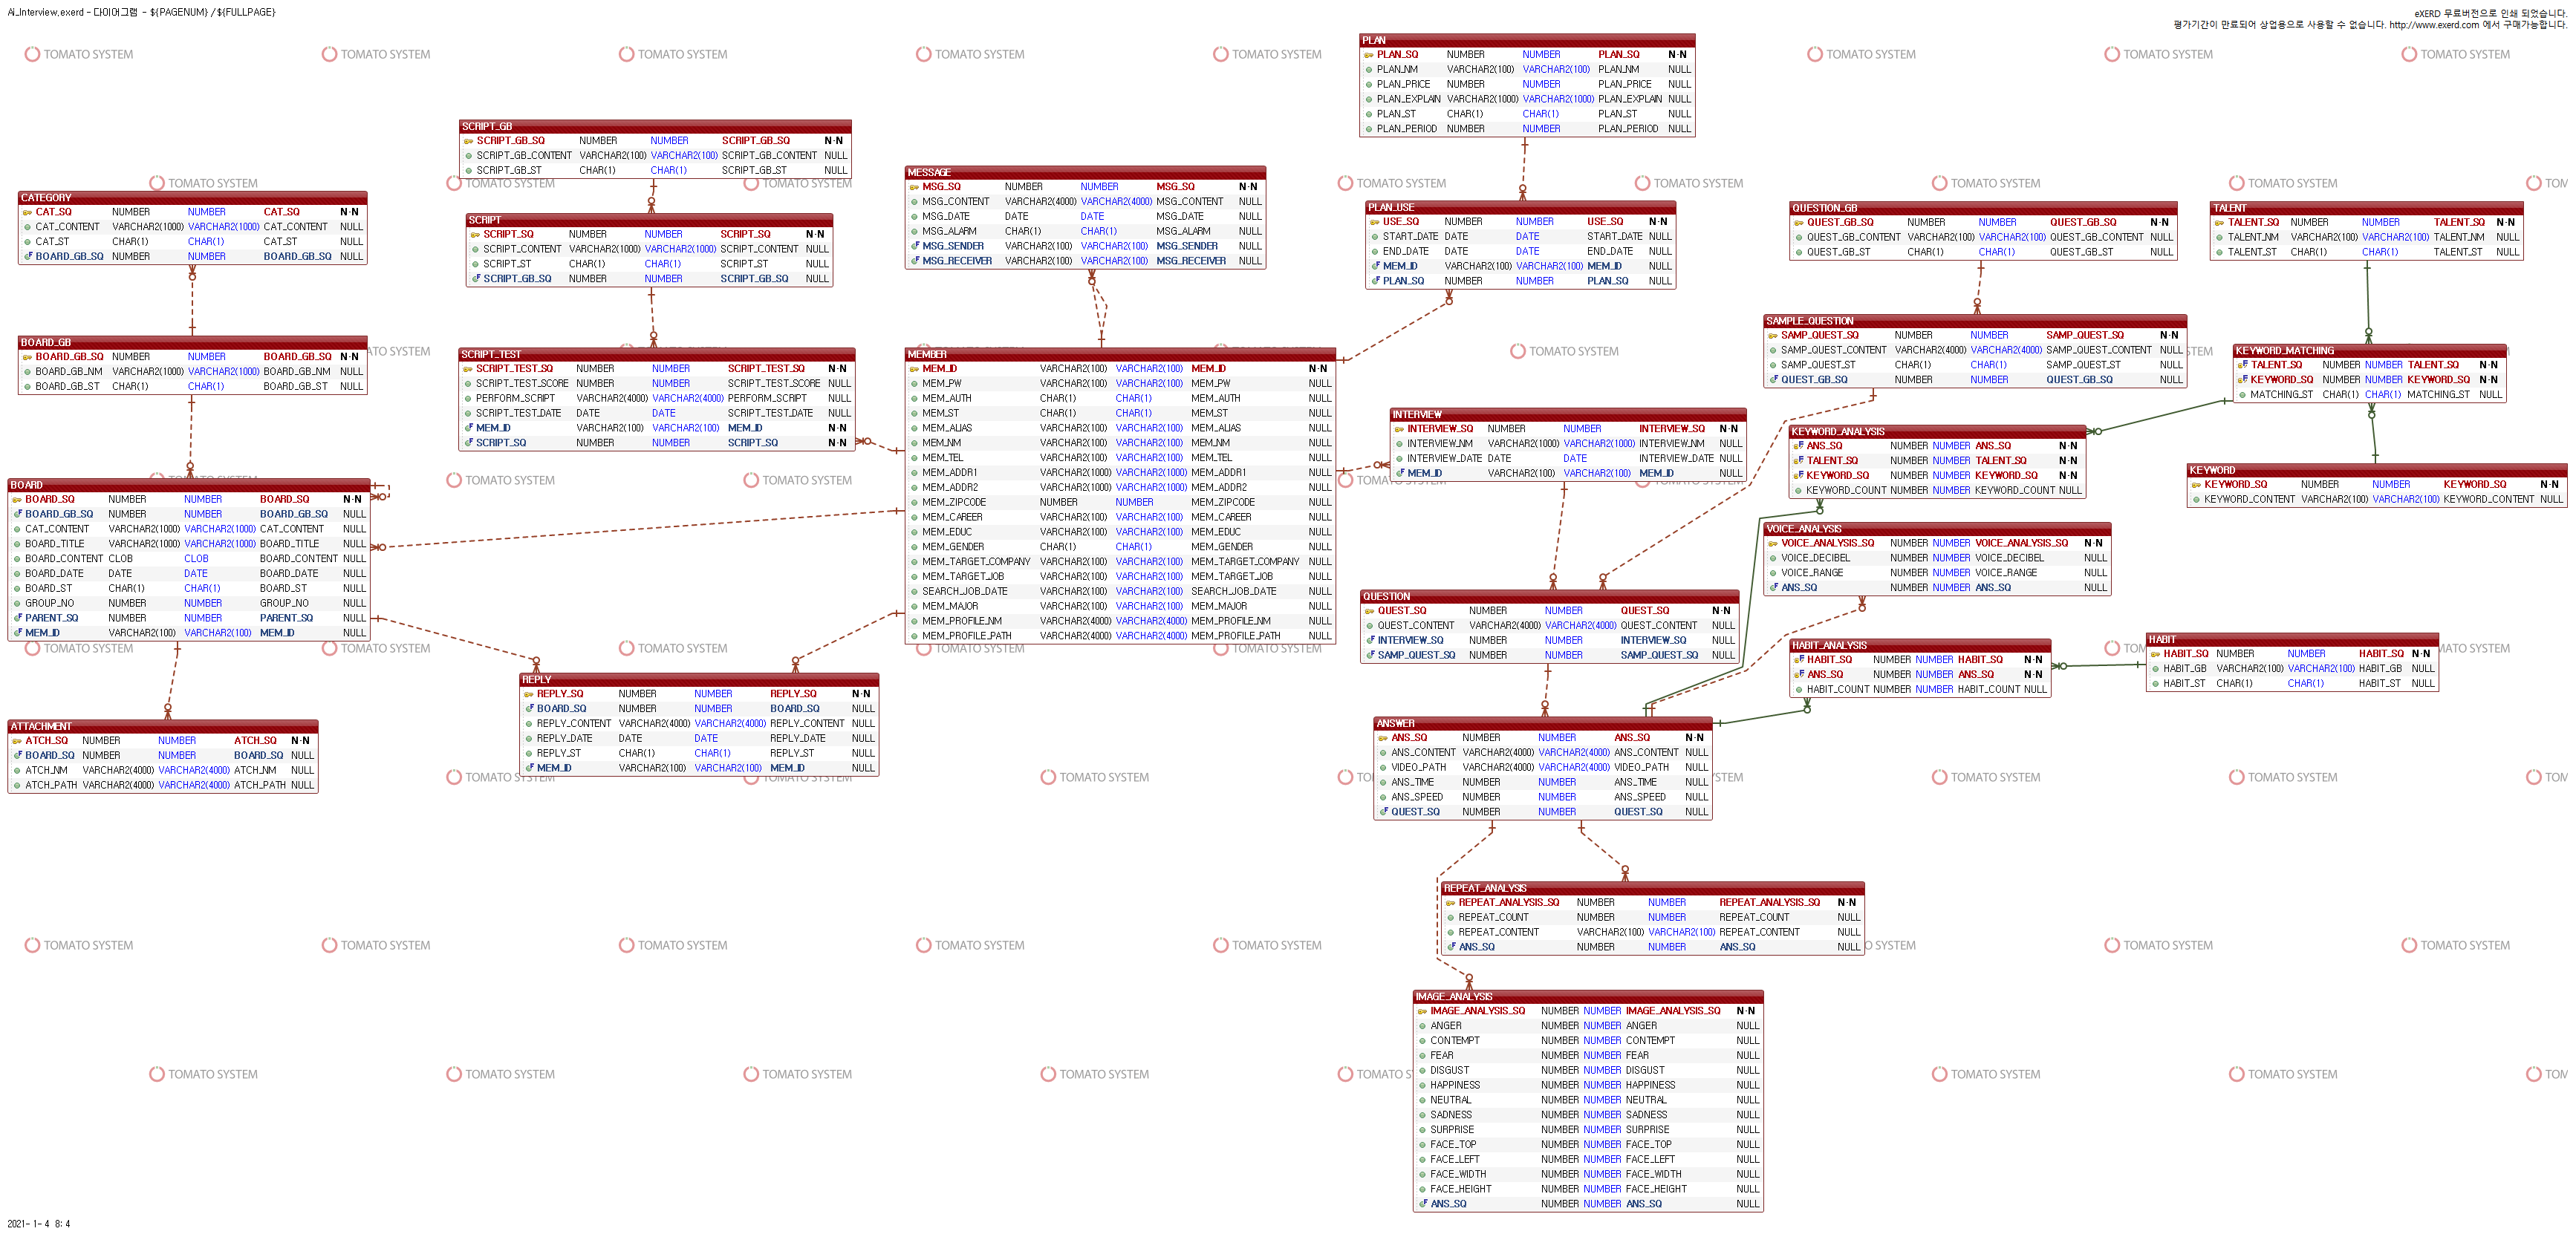 Ai_Interview.exerd - 다이어그램 - ${PAGENUM} /${FULLPAGE}
eXERD 무료버전으로 인쇄 되었습니다.
평가기간이 만료되어 상업용으로 사용할 수 없습니다. http://www.exerd.com 에서 구매가능합니다.
TOMATO SYSTEM
PLAN
PLAN_SQ NUMBER NUMBER PLAN_SQ N-N
PLAN_NM VARCHAR2(100) VARCHAR2(100) PLAN_NM NULL
PLAN_PRICE NUMBER NUMBER PLAN_PRICE NULL
PLAN_EXPLAIN VARCHAR2(1000) VARCHAR2(1000) PLAN_EXPLAIN NULL
PLAN_ST CHAR(1) CHAR(1) PLAN_ST NULL
PLAN_PERIOD NUMBER NUMBER PLAN_PERIOD NULL
SCRIPT_GB
SCRIPT_GB_SQ NUMBER NUMBER SCRIPT_GB_SQ N-N
SCRIPT_GB_CONTENT VARCHAR2(100) VARCHAR2(100) SCRIPT_GB_CONTENT NULL
SCRIPT_GB_ST CHAR(1) CHAR(1) SCRIPT_GB_ST NULL
CATEGORY
CAT_SQ NUMBER NUMBER CAT_SQ N-N
CAT_CONTENT VARCHAR2(1000) VARCHAR2(1000) CAT_CONTENT NULL
CAT_ST CHAR(1) CHAR(1) CAT_ST NULL
BOARD_GB_SQ NUMBER NUMBER BOARD_GB_SQ NULL
SCRIPT
SCRIPT_SQ NUMBER NUMBER SCRIPT_SQ N-N
SCRIPT_CONTENT VARCHAR2(1000) VARCHAR2(1000) SCRIPT_CONTENT NULL
SCRIPT_ST CHAR(1) CHAR(1) SCRIPT_ST NULL
SCRIPT_GB_SQ NUMBER NUMBER SCRIPT_GB_SQ NULL
MESSAGE
MSG_SQ NUMBER NUMBER MSG_SQ N-N
MSG_CONTENT VARCHAR2(4000) VARCHAR2(4000) MSG_CONTENT NULL
MSG_DATE DATE DATE MSG_DATE NULL
MSG_ALARM CHAR(1) CHAR(1) MSG_ALARM NULL
MSG_SENDER VARCHAR2(100) VARCHAR2(100) MSG_SENDER NULL
MSG_RECEIVER VARCHAR2(100) VARCHAR2(100) MSG_RECEIVER NULL
PLAN_USE
USE_SQ NUMBER NUMBER USE_SQ N-N
START_DATE DATE DATE START_DATE NULL
END_DATE DATE DATE END_DATE NULL
MEM_ID VARCHAR2(100) VARCHAR2(100) MEM_ID NULL
PLAN_SQ NUMBER NUMBER PLAN_SQ NULL
QUESTION_GB
QUEST_GB_SQ NUMBER NUMBER QUEST_GB_SQ N-N
QUEST_GB_CONTENT VARCHAR2(1000) VARCHAR2(1000) QUEST_GB_CONTENT NULL
QUEST_GB_ST CHAR(1) CHAR(1) QUEST_GB_ST NULL
TALENT
TALENT_SQ NUMBER NUMBER TALENT_SQ N-N
TALENT_NM VARCHAR2(100) VARCHAR2(100) TALENT_NM NULL
TALENT_ST CHAR(1) CHAR(1) TALENT_ST NULL
BOARD_GB
BOARD_GB_SQ NUMBER NUMBER BOARD_GB_SQ N-N
BOARD_GB_NM VARCHAR2(1000) VARCHAR2(1000) BOARD_GB_NM NULL
BOARD_GB_ST CHAR(1) CHAR(1) BOARD_GB_ST NULL
SCRIPT_TEST
SCRIPT_TEST_SQ NUMBER NUMBER SCRIPT_TEST_SQ N-N
SCRIPT_TEST_SCORE NUMBER NUMBER SCRIPT_TEST_SCORE NULL
PERFORM_SCRIPT VARCHAR2(4000) VARCHAR2(4000) PERFORM_SCRIPT NULL
SCRIPT_TEST_DATE DATE DATE SCRIPT_TEST_DATE NULL
MEM_ID VARCHAR2(100) VARCHAR2(100) MEM_ID N-N
SCRIPT_SQ NUMBER NUMBER SCRIPT_SQ N-N
MEMBER
MEM_ID VARCHAR2(100) VARCHAR2(100) MEM_ID N-N
MEM_PW VARCHAR2(100) VARCHAR2(100) MEM_PW NULL
MEM_AUTH CHAR(1) CHAR(1) MEM_AUTH NULL
MEM_ST CHAR(1) CHAR(1) MEM_ST NULL
MEM_ALIAS VARCHAR2(100) VARCHAR2(100) MEM_ALIAS NULL
MEM_NM VARCHAR2(100) VARCHAR2(100) MEM_NM NULL
MEM_TEL VARCHAR2(100) VARCHAR2(100) MEM_TEL NULL
MEM_ADDR1 VARCHAR2(1000) VARCHAR2(1000) MEM_ADDR1 NULL
MEM_ADDR2 VARCHAR2(1000) VARCHAR2(1000) MEM_ADDR2 NULL
MEM_ZIPCODE NUMBER NUMBER MEM_ZIPCODE NULL
MEM_CAREER VARCHAR2(100) VARCHAR2(100) MEM_CAREER NULL
MEM_EDUC VARCHAR2(100) VARCHAR2(100) MEM_EDUC NULL
MEM_GENDER CHAR(1) CHAR(1) MEM_GENDER NULL
MEM_TARGET_COMPANY VARCHAR2(100) VARCHAR2(100) MEM_TARGET_COMPANY NULL
MEM_TARGET_JOB VARCHAR2(100) VARCHAR2(100) MEM_TARGET_JOB NULL
SEARCH_JOB_DATE VARCHAR2(100) VARCHAR2(100) SEARCH_JOB_DATE NULL
MEM_MAJOR VARCHAR2(100) VARCHAR2(100) MEM_MAJOR NULL
MEM_PROFILE_NM VARCHAR2(4000) VARCHAR2(4000) MEM_PROFILE_NM NULL
MEM_PROFILE_PATH VARCHAR2(4000) VARCHAR2(4000) MEM_PROFILE_PATH NULL
SAMPLE_QUESTION
SAMP_QUEST_SQ NUMBER NUMBER SAMP_QUEST_SQ N-N
SAMP_QUEST_CONTENT VARCHAR2(4000) VARCHAR2(4000) SAMP_QUEST_CONTENT NULL
SAMP_QUEST_ST CHAR(1) CHAR(1) SAMP_QUEST_ST NULL
QUEST_GB_SQ NUMBER NUMBER QUEST_GB_SQ NULL
KEYWORD_MATCHING
TALENT_SQ NUMBER NUMBER TALENT_SQ N-N
KEYWORD_SQ NUMBER NUMBER KEYWORD_SQ N-N
MATCHING_ST CHAR(1) CHAR(1) MATCHING_ST NULL
INTERVIEW
INTERVIEW_SQ NUMBER NUMBER INTERVIEW_SQ N-N
INTERVIEW_NM VARCHAR2(1000) VARCHAR2(1000) INTERVIEW_NM NULL
INTERVIEW_DATE DATE DATE INTERVIEW_DATE NULL
MEM_ID VARCHAR2(100) VARCHAR2(100) MEM_ID NULL
KEYWORD_ANALYSIS
ANS_SQ NUMBER NUMBER ANS_SQ N-N
TALENT_SQ NUMBER NUMBER TALENT_SQ N-N
KEYWORD_SQ NUMBER NUMBER KEYWORD_SQ N-N
KEYWORD_COUNT NUMBER NUMBER KEYWORD_COUNT NULL
KEYWORD
KEYWORD_SQ NUMBER NUMBER KEYWORD_SQ N-N
KEYWORD_CONTENT VARCHAR2(100) VARCHAR2(100) KEYWORD_CONTENT NULL
BOARD
BOARD_SQ NUMBER NUMBER BOARD_SQ N-N
BOARD_GB_SQ NUMBER NUMBER BOARD_GB_SQ NULL
CAT_CONTENT VARCHAR2(1000) VARCHAR2(1000) CAT_CONTENT NULL
BOARD_TITLE VARCHAR2(1000) VARCHAR2(1000) BOARD_TITLE NULL
BOARD_CONTENT CLOB CLOB BOARD_CONTENT NULL
BOARD_DATE DATE DATE BOARD_DATE NULL
BOARD_ST CHAR(1) CHAR(1) BOARD_ST NULL
GROUP_NO NUMBER NUMBER GROUP_NO NULL
PARENT_SQ NUMBER NUMBER PARENT_SQ NULL
MEM_ID VARCHAR2(100) VARCHAR2(100) MEM_ID NULL
VOICE_ANALYSIS
VOICE_ANALYSIS_SQ NUMBER NUMBER VOICE_ANALYSIS_SQ N-N
VOICE_DECIBEL NUMBER NUMBER VOICE_DECIBEL NULL
VOICE_RANGE NUMBER NUMBER VOICE_RANGE NULL
ANS_SQ NUMBER NUMBER ANS_SQ NULL
QUESTION
QUEST_SQ NUMBER NUMBER QUEST_SQ N-N
QUEST_CONTENT VARCHAR2(4000) VARCHAR2(4000) QUEST_CONTENT NULL
INTERVIEW_SQ NUMBER NUMBER INTERVIEW_SQ NULL
SAMP_QUEST_SQ NUMBER NUMBER SAMP_QUEST_SQ NULL
HABIT_ANALYSIS
HABIT_SQ NUMBER NUMBER HABIT_SQ N-N
ANS_SQ NUMBER NUMBER ANS_SQ N-N
HABIT_COUNT NUMBER NUMBER HABIT_COUNT NULL
HABIT
HABIT_SQ NUMBER NUMBER HABIT_SQ N-N
HABIT_GB VARCHAR2(100) VARCHAR2(100) HABIT_GB NULL
HABIT_ST CHAR(1) CHAR(1) HABIT_ST NULL
REPLY
REPLY_SQ NUMBER NUMBER REPLY_SQ N-N
BOARD_SQ NUMBER NUMBER BOARD_SQ NULL
REPLY_CONTENT VARCHAR2(4000) VARCHAR2(4000) REPLY_CONTENT NULL
REPLY_DATE DATE DATE REPLY_DATE NULL
REPLY_ST CHAR(1) CHAR(1) REPLY_ST NULL
MEM_ID VARCHAR2(100) VARCHAR2(100) MEM_ID NULL
ATTACHMENT
ATCH_SQ NUMBER NUMBER ATCH_SQ N-N
BOARD_SQ NUMBER NUMBER BOARD_SQ NULL
ATCH_NM VARCHAR2(4000) VARCHAR2(4000) ATCH_NM NULL
ATCH_PATH VARCHAR2(4000) VARCHAR2(4000) ATCH_PATH NULL
ANSWER
ANS_SQ NUMBER NUMBER ANS_SQ N-N
ANS_CONTENT VARCHAR2(4000) VARCHAR2(4000) ANS_CONTENT NULL
VIDEO_PATH VARCHAR2(4000) VARCHAR2(4000) VIDEO_PATH NULL
ANS_TIME NUMBER NUMBER ANS_TIME NULL
ANS_SPEED NUMBER NUMBER ANS_SPEED NULL
QUEST_SQ NUMBER NUMBER QUEST_SQ NULL
REPEAT_ANALYSIS
REPEAT_ANALYSIS_SQ NUMBER NUMBER REPEAT_ANALYSIS_SQ N-N
REPEAT_COUNT NUMBER NUMBER REPEAT_COUNT NULL
REPEAT_CONTENT VARCHAR2(100) VARCHAR2(100) REPEAT_CONTENT NULL
ANS_SQ NUMBER NUMBER ANS_SQ NULL
IMAGE_ANALYSIS
IMAGE_ANALYSIS_SQ NUMBER NUMBER IMAGE_ANALYSIS_SQ N-N
ANGER NUMBER NUMBER ANGER NULL
CONTEMPT NUMBER NUMBER CONTEMPT NULL
FEAR NUMBER NUMBER FEAR NULL
DISGUST NUMBER NUMBER DISGUST NULL
HAPPINESS NUMBER NUMBER HAPPINESS NULL
NEUTRAL NUMBER NUMBER NEUTRAL NULL
SADNESS NUMBER NUMBER SADNESS NULL
SURPRISE NUMBER NUMBER SURPRISE NULL
FACE_TOP NUMBER NUMBER FACE_TOP NULL
FACE_LEFT NUMBER NUMBER FACE_LEFT NULL
FACE_WIDTH NUMBER NUMBER FACE_WIDTH NULL
FACE_HEIGHT NUMBER NUMBER FACE_HEIGHT NULL
ANS_SQ NUMBER NUMBER ANS_SQ NULL
2021- 1- 4 8: 4